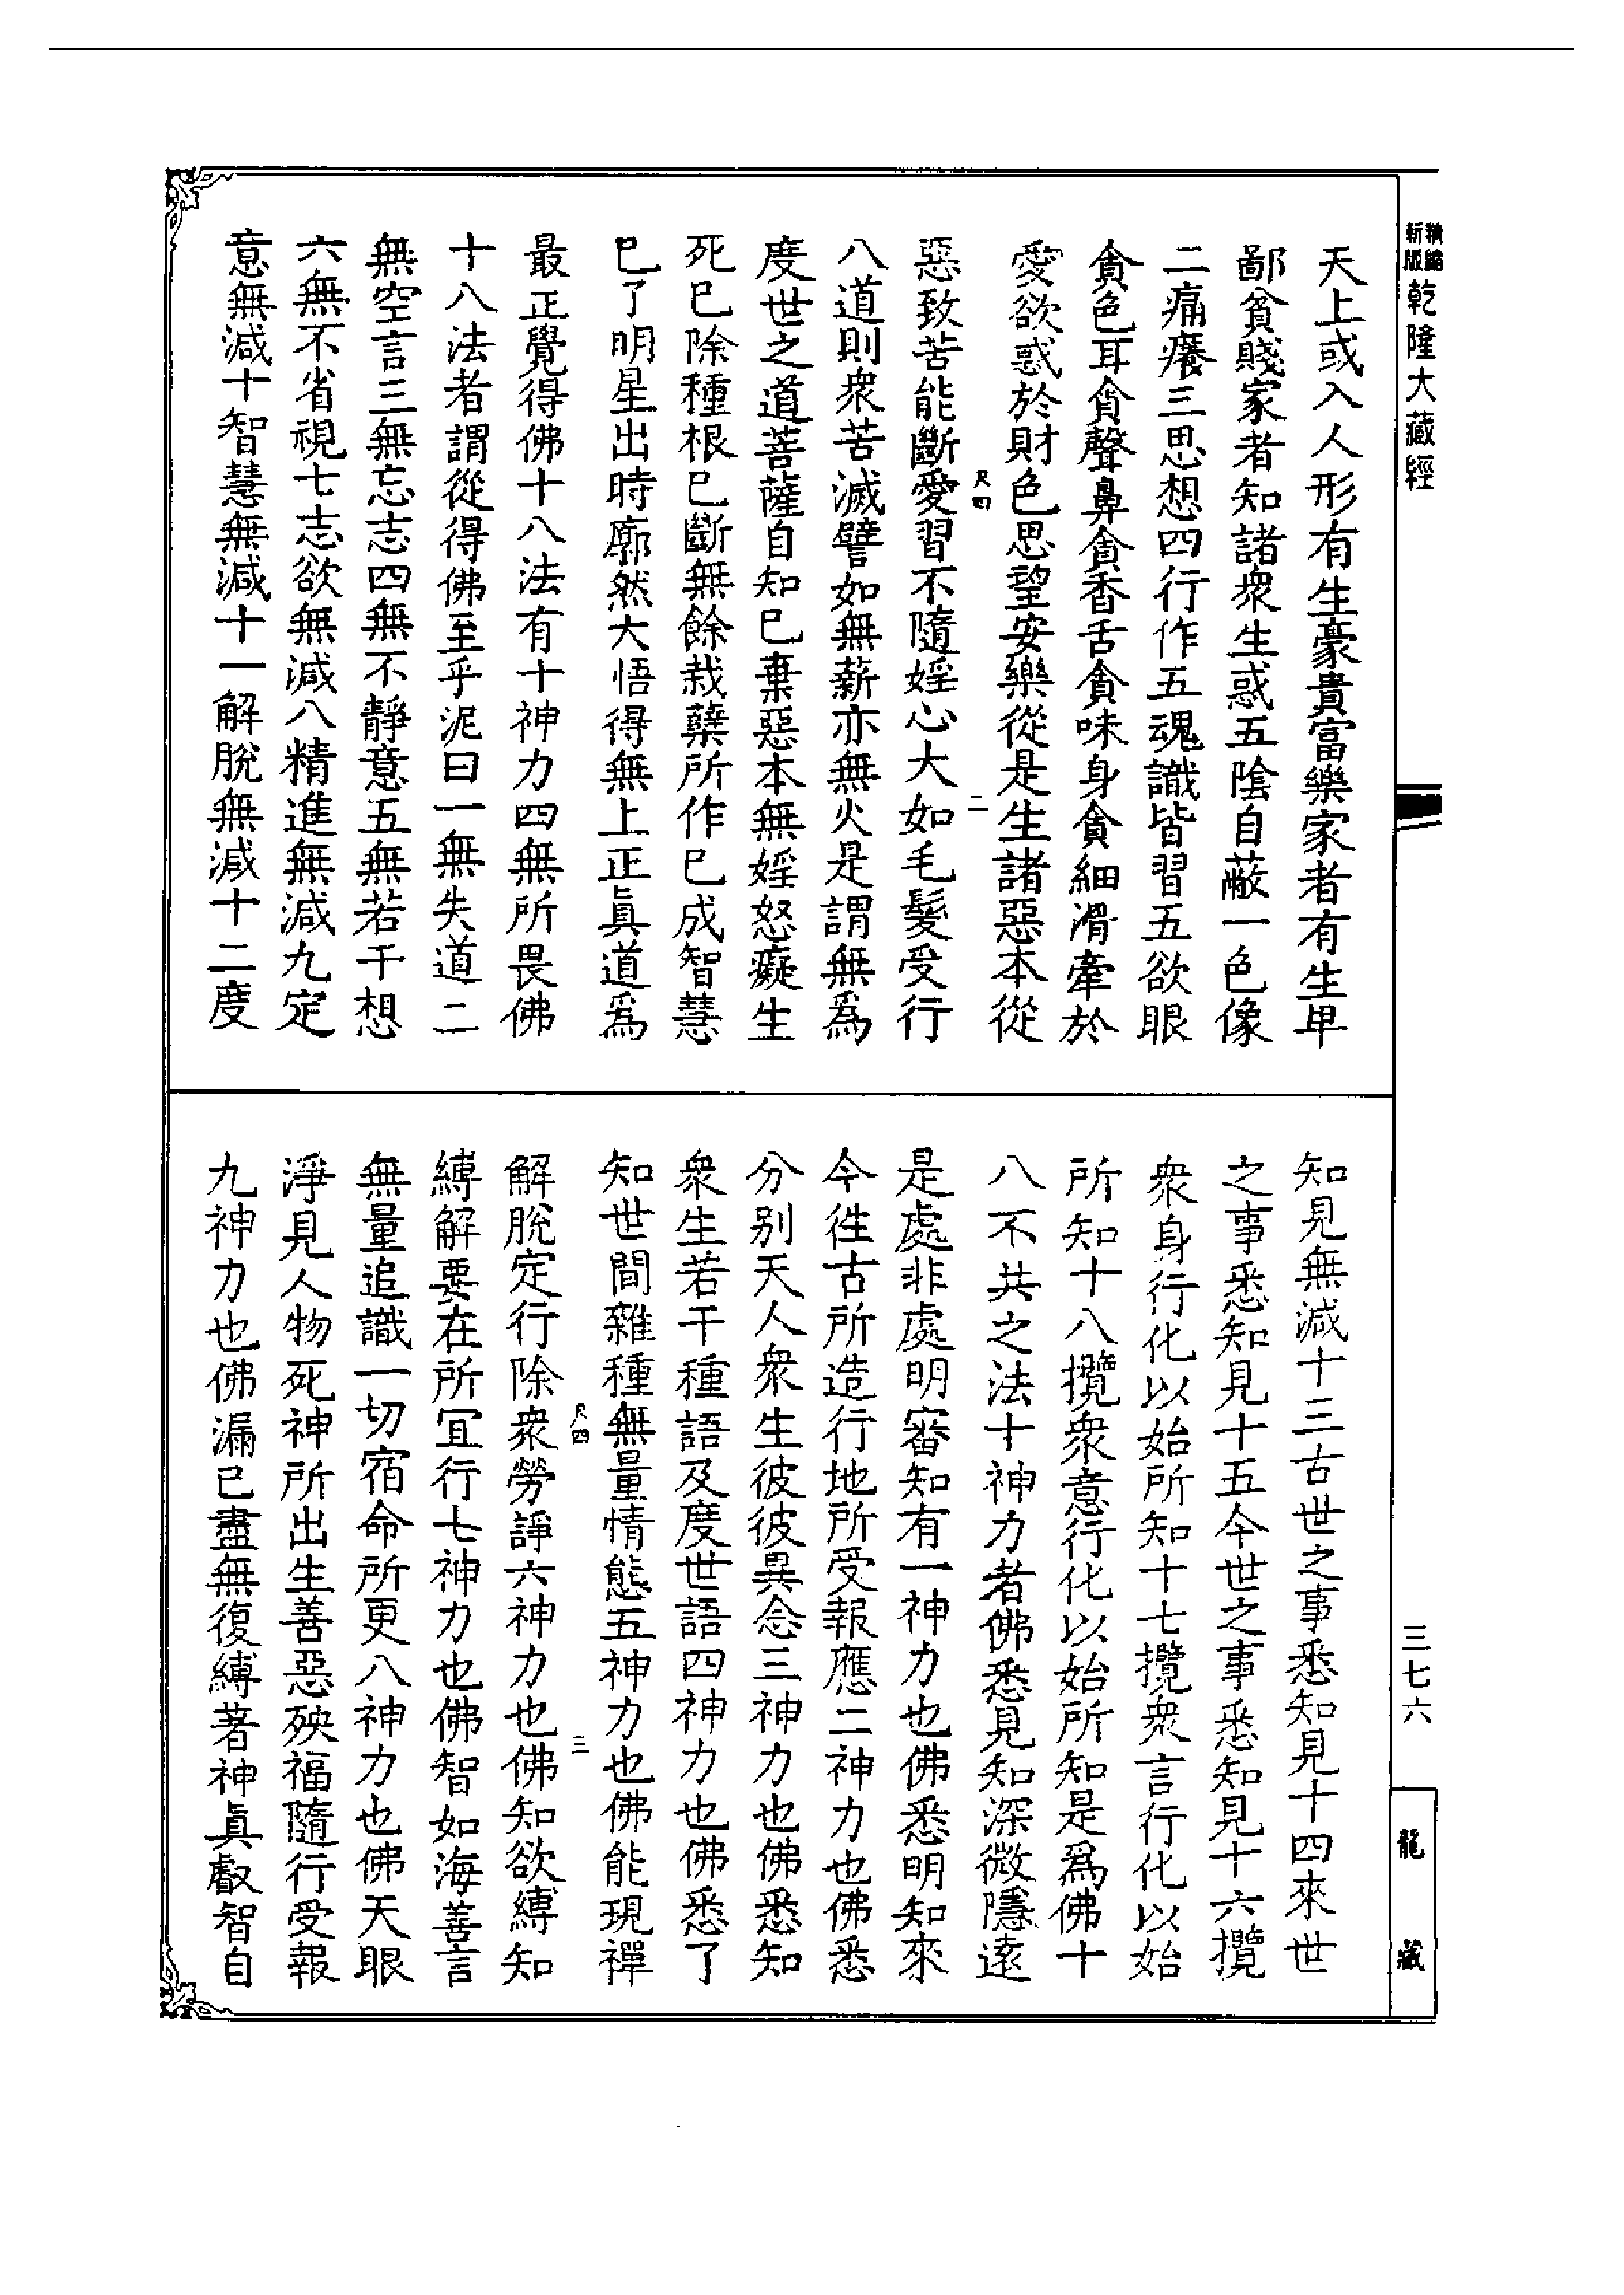 精縮新版 乾隆大藏經
天上或入人形有生豪貴富樂家者有生卑
鄙貧賤家者知諸衆生惑五陰自蔽一色像
二痛癢三思想四行作五魂識皆習五欲眼
貪色耳貪聲鼻貪香舌貪味身貪細滑牽於
愛欲惑於財色思望安樂從是生諸惡本從
尺四 二
惡致苦能斷愛習不隨婬心大如毛髮受行
八道則衆苦滅譬如無薪亦無火是謂無爲
度世之道菩薩自知已棄惡本無婬怒癡生
死已除種根已斷無餘栽蘗所作已成智慧
已了明星出時廓然大悟得無上正眞道爲
最正覺得佛十八法有十神力四無所畏佛
十八法者謂從得佛至乎泥曰一無失道二
無空言三無忘志四無不靜意五無若干想
六無不省視七志欲無減八精進無減九定
意無減十智慧無減十一解脫無減十二度
知見無減十三古世之事悉知見十四來世
之事悉知見十五今世之事悉知見十六攬
衆身行化以始所知十七攬衆言行化以始
所知十八攬衆意行化以始所知是爲佛十
八不共之法十神力者佛悉見知深微隱遠
是處非處明審知有一神力也佛悉明知來
今徃古所造行地所受報應二神力也佛悉
分別天人衆生彼彼異念三神力也佛悉知
衆生若干種語及度世語四神力也佛悉了
知世間雜種無量情態五神力也佛能現禪
尺四 三
解脫定行除衆勞諍六神力也佛知欲縛知
縛解要在所宜行七神力也佛智如海善言
無量追識一切宿命所更八神力也佛天眼
淨見人物死神所出生善惡殃福隨行受報
九神力也佛漏已盡無復縛著神眞叡智自
三七六
龍藏